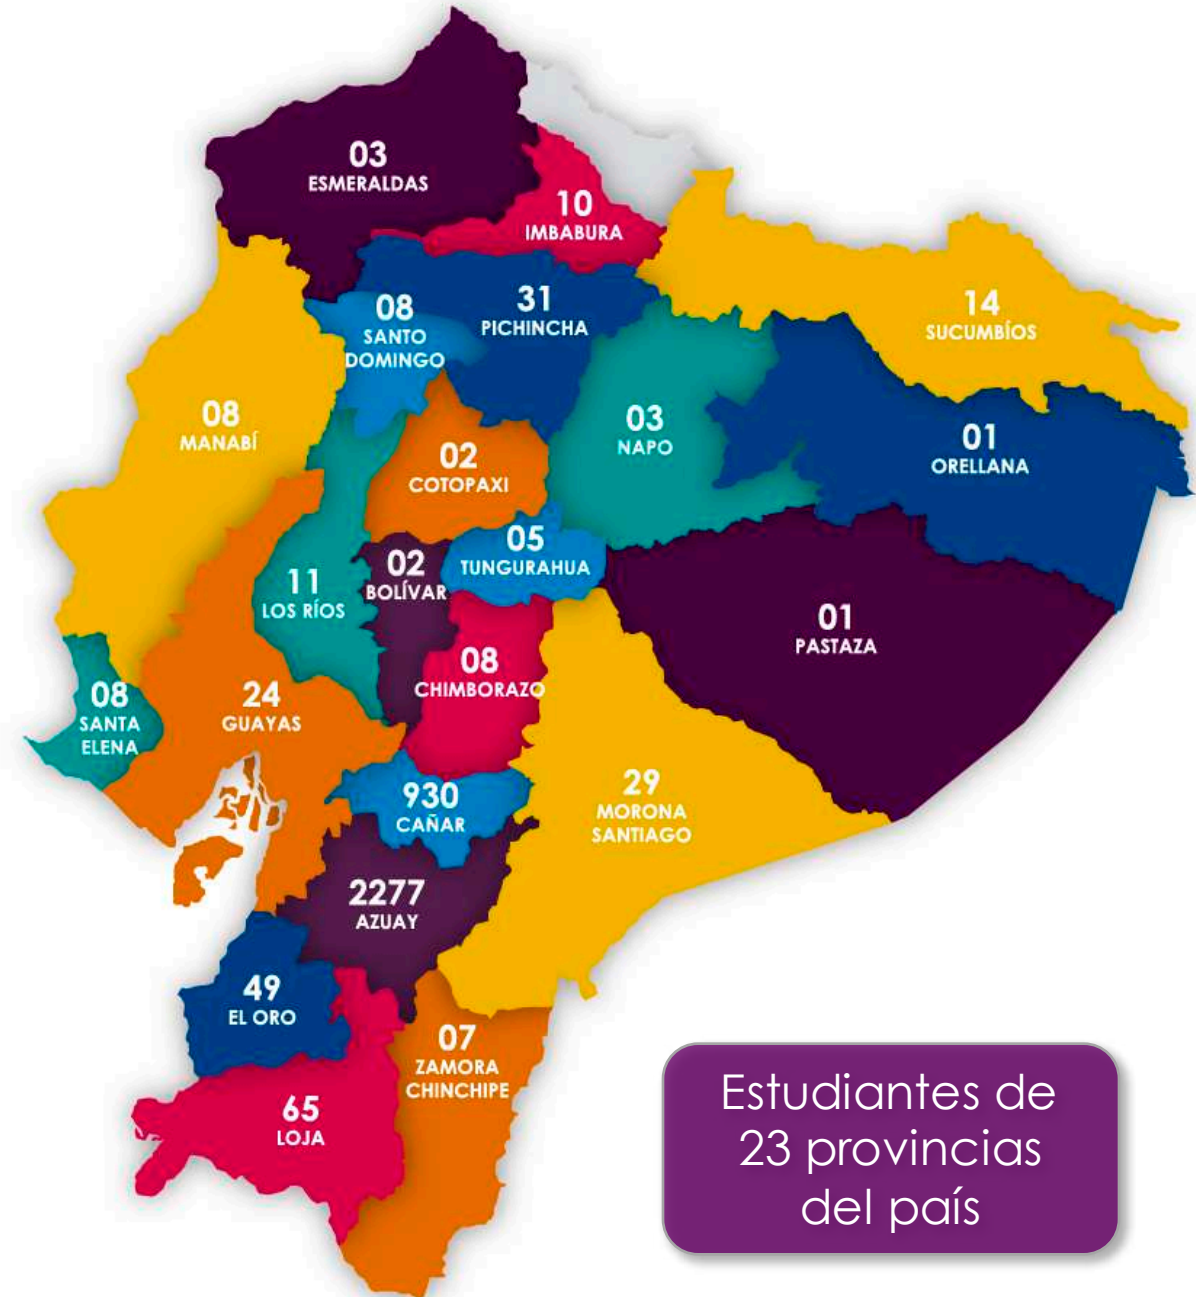 03
ESMERALDAS
10
IMBABURA
08
SANTO
DOMINGO
31
PICHINCHA
14
SUCUMBÍOS
08
MANABÍ
03
NAPO
01
ORELLANA
02
COTOPAXI
05
TUNGURAHUA
02
BOLÍVAR
11
LOS RÍOS
01
PASTAZA
08
CHIMBORAZO
08
SANTA
ELENA
24
GUAYAS
29
MORONA
SANTIAGO
930
CAÑAR
2277
AZUAY
49
EL ORO
07
ZAMORA
CHINCHIPE
65
LOJA
Estudiantes de
23 provincias
del país